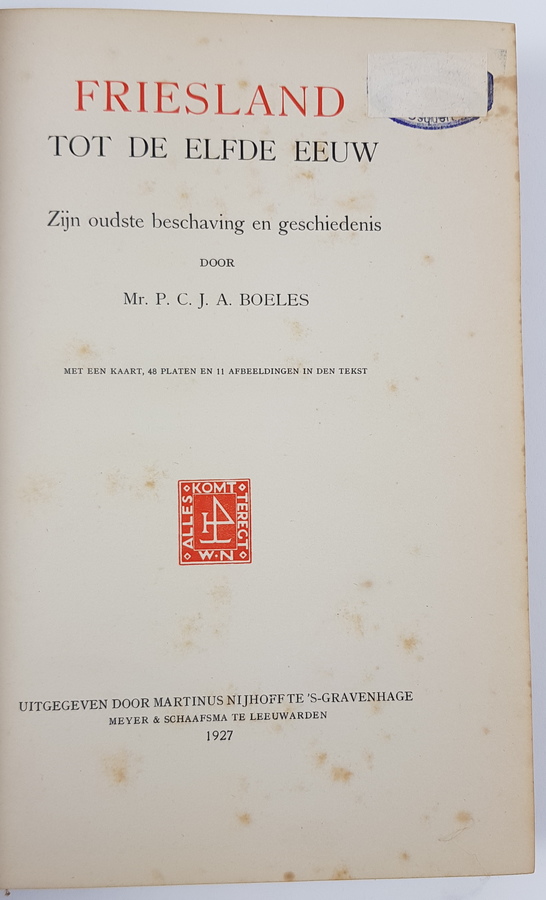 FRIESLAND
TOT DE ELFDE EEUW
Zijn oudste beschaving en geschiedenis
DOOR
Mr. P. C. J. A. BOELES
MET EEN KAART, 48 PLATEN EN 11 AFBEELDINGEN IN DEN TEKST
ALLES KOMT TERECT
W·N
UITGEGEVEN DOOR MARTINUS NIJHOFF TE 'S-GRAVENHAGE
MEYER & SCHAAFSMA TE LEEUWARDEN
1927